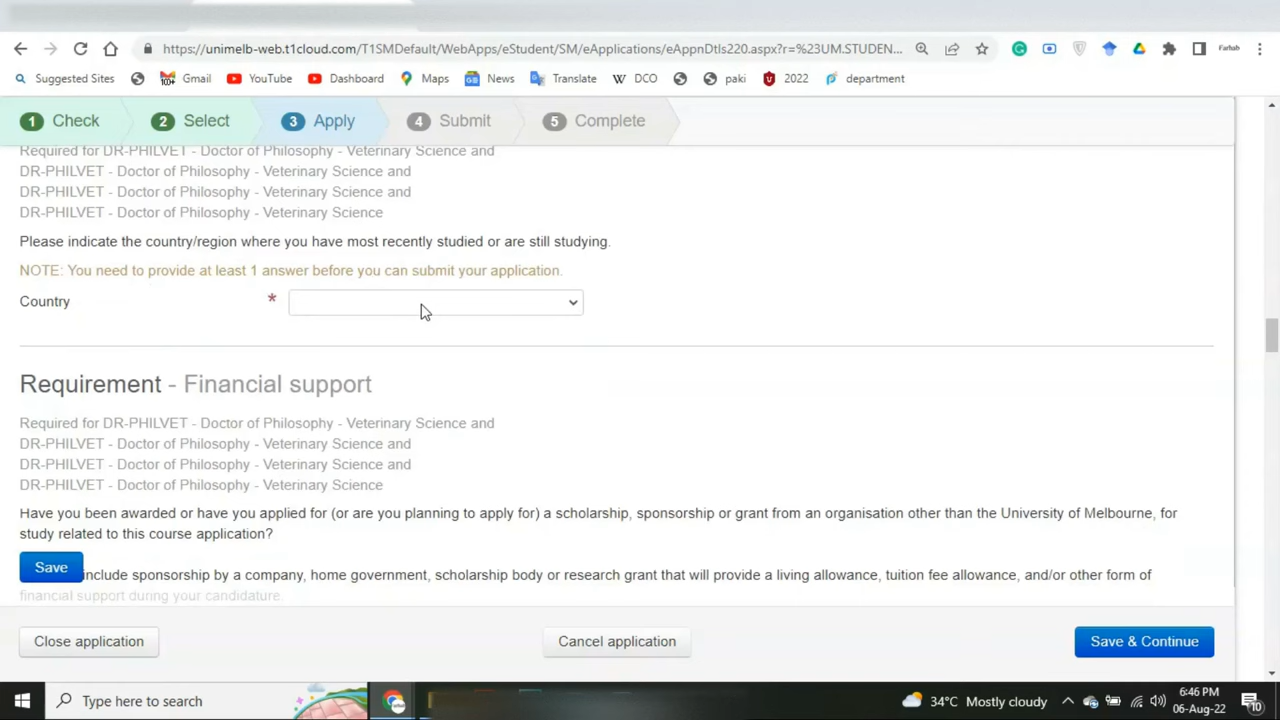 https://unimelb-web.t1cloud.com/T1SMDefault/WebApps/eStudent/SM/eApplications/eAppnDtls220.aspx?r=%23UM.STUDEN...
Farhab
Suggested Sites
100+
Gmail
YouTube
Dashboard
Maps
News
Translate
W DCO
paki
2022
department
1 Check
2 Select
3 Apply
4 Submit
5 Complete
Required for DR-PHILVET - Doctor of Philosophy - Veterinary Science and
DR-PHILVET - Doctor of Philosophy - Veterinary Science and
DR-PHILVET - Doctor of Philosophy - Veterinary Science and
DR-PHILVET - Doctor of Philosophy - Veterinary Science
Please indicate the country/region where you have most recently studied or are still studying.
NOTE: You need to provide at least 1 answer before you can submit your application.
Country *
Requirement - Financial support
Required for DR-PHILVET - Doctor of Philosophy - Veterinary Science and
DR-PHILVET - Doctor of Philosophy - Veterinary Science and
DR-PHILVET - Doctor of Philosophy - Veterinary Science and
DR-PHILVET - Doctor of Philosophy - Veterinary Science
Have you been awarded or have you applied for (or are you planning to apply for) a scholarship, sponsorship or grant from an organisation other than the University of Melbourne, for
study related to this course application?
Save
include sponsorship by a company, home government, scholarship body or research grant that will provide a living allowance, tuition fee allowance, and/or other form of
financial support during your candidature.
Close application
Cancel application
Save & Continue
Type here to search
34°C Mostly cloudy
6:46 PM
06-Aug-22
10